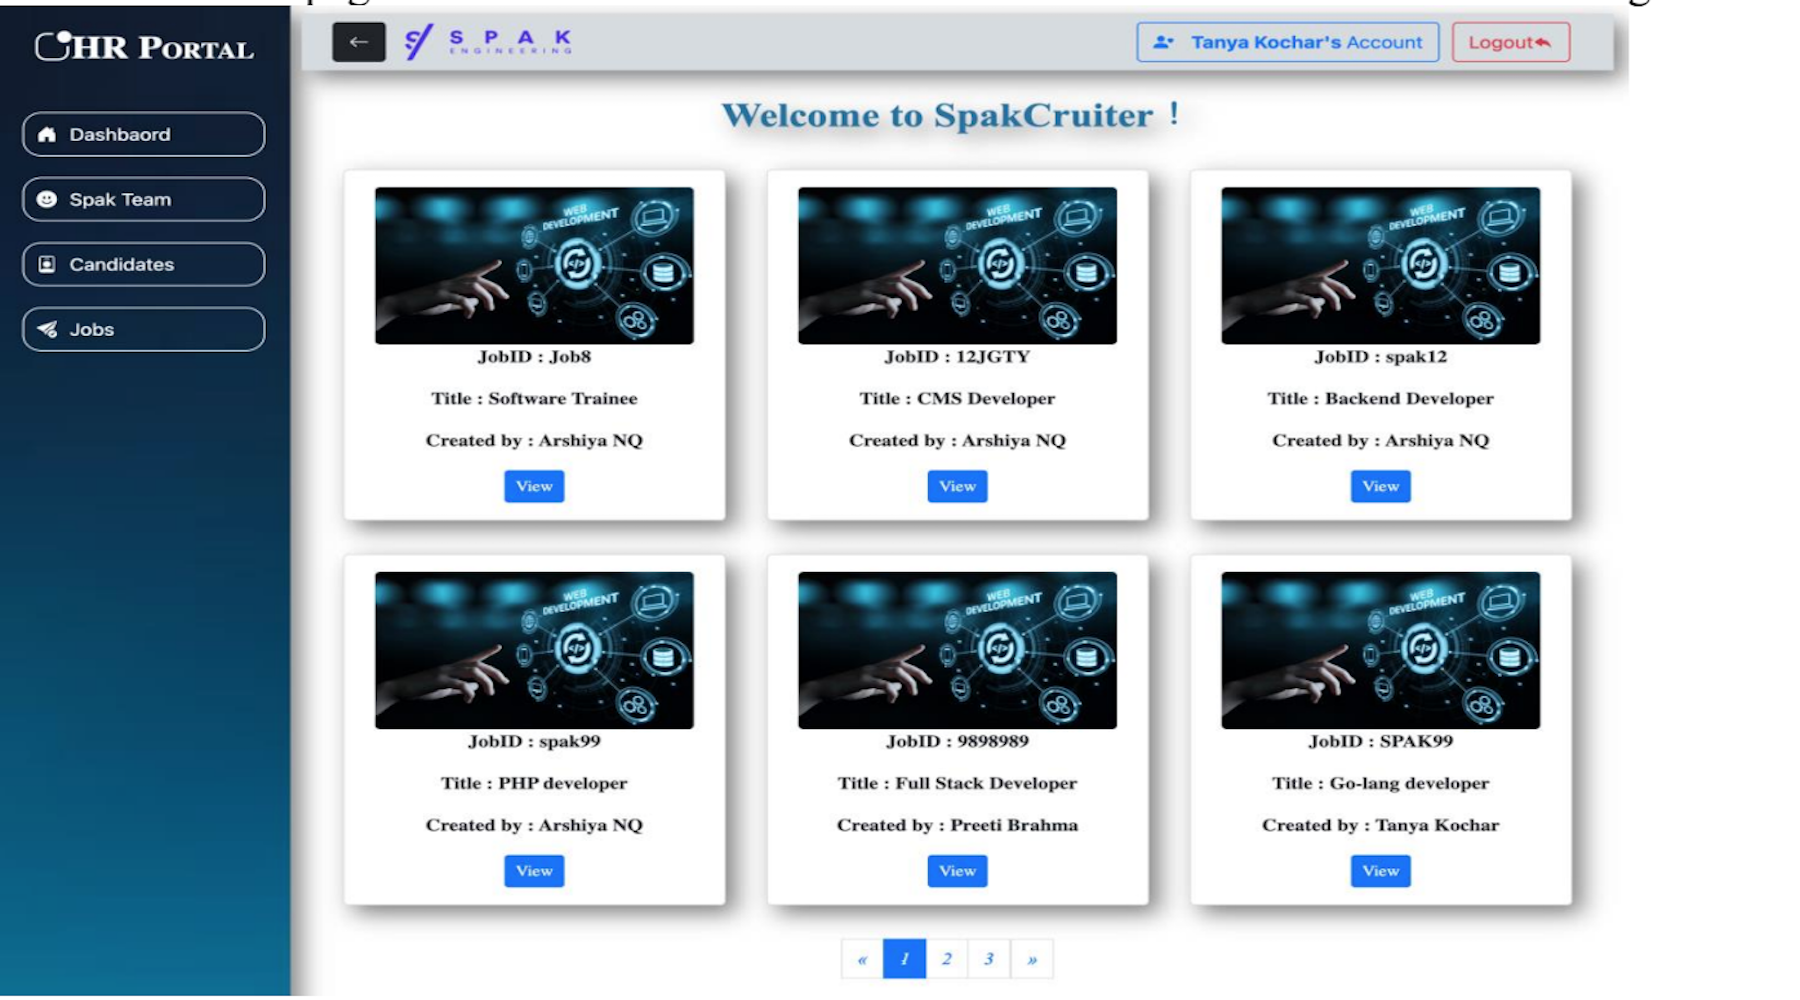 HR PORTAL
Dashbaord
Spak Team
Candidates
Jobs
SPAK
ENGINEERING
Tanya Kochar's Account
Logout
Welcome to SpakCruiter !
WEB DEVELOPMENT
JobID : Job8
Title : Software Trainee
Created by : Arshiya NQ
View
WEB DEVELOPMENT
JobID : 12JGTY
Title : CMS Developer
Created by : Arshiya NQ
View
WEB DEVELOPMENT
JobID : spak12
Title : Backend Developer
Created by : Arshiya NQ
View
WEB DEVELOPMENT
JobID : spak99
Title : PHP developer
Created by : Arshiya NQ
View
WEB DEVELOPMENT
JobID : 9898989
Title : Full Stack Developer
Created by : Preeti Brahma
View
WEB DEVELOPMENT
JobID : SPAK99
Title : Go-lang developer
Created by : Tanya Kochar
View
« 1 2 3 »